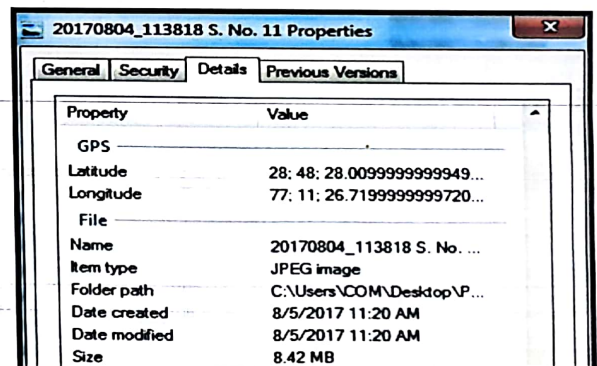 20170804_113818 S. No. 11 Properties
General Security Details Previous Versions
Property Value
GPS
Latitude 28; 48; 28.0099999999949...
Longitude 77; 11; 26.7199999999720...
File
Name 20170804_113818 S. No. ...
Item type JPEG image
Folder path C:\Users\COM\Desktop\P...
Date created 8/5/2017 11:20 AM
Date modified 8/5/2017 11:20 AM
Size 8.42 MB